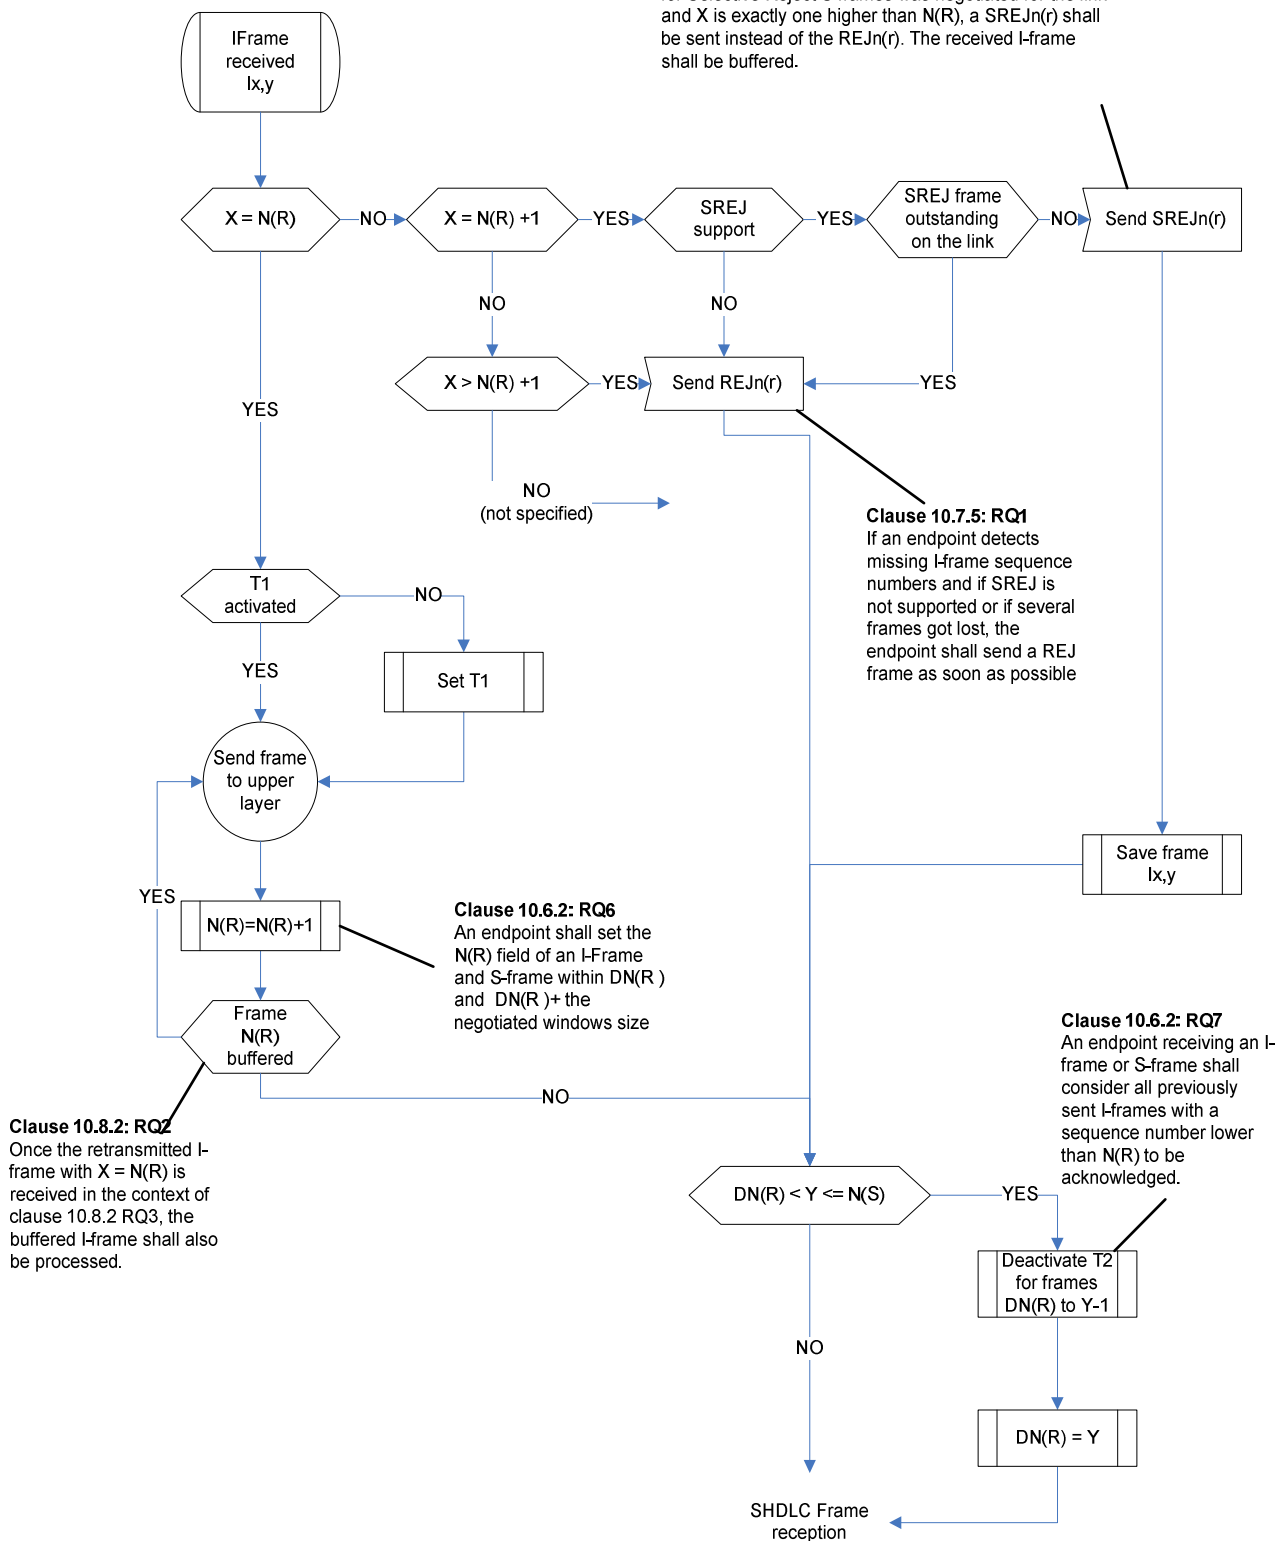 for Selective Reject S-frames was negotiated for the link
and X is exactly one higher than N(R), a SREJn(r) shall
be sent instead of the REJn(r). The received I-frame
shall be buffered.
IFrame
received
Ix,y
X = N(R)
NO
X = N(R) +1
YES
SREJ
support
YES
SREJ frame
outstanding
on the link
NO
Send SREJn(r)
NO
NO
X > N(R) +1
YES
Send REJn(r)
YES
YES
NO
(not specified)
Clause 10.7.5: RQ1
If an endpoint detects
missing I-frame sequence
numbers and if SREJ is
not supported or if several
frames got lost, the
endpoint shall send a REJ
frame as soon as possible
T1
activated
NO
YES
Set T1
Send frame
to upper
layer
Save frame
Ix,y
YES
N(R)=N(R)+1
Clause 10.6.2: RQ6
An endpoint shall set the
N(R) field of an I-Frame
and S-frame within DN(R )
and DN(R )+ the
negotiated windows size
Frame
N(R)
buffered
NO
Clause 10.6.2: RQ7
An endpoint receiving an I-
frame or S-frame shall
consider all previously
sent I-frames with a
sequence number lower
than N(R) to be
acknowledged.
Clause 10.8.2: RQ2
Once the retransmitted I-
frame with X = N(R) is
received in the context of
clause 10.8.2 RQ3, the
buffered I-frame shall also
be processed.
DN(R) < Y <= N(S)
YES
Deactivate T2
for frames
DN(R) to Y-1
NO
DN(R) = Y
SHDLC Frame
reception